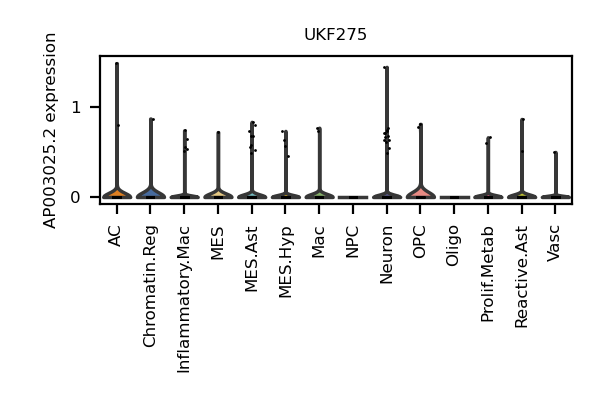 UKF275
AP003025.2 expression
1
0
AC
Chromatin.Reg
Inflammatory.Mac
MES
MES.Ast
MES.Hyp
Mac
NPC
Neuron
OPC
Oligo
Prolif.Metab
Reactive.Ast
Vasc